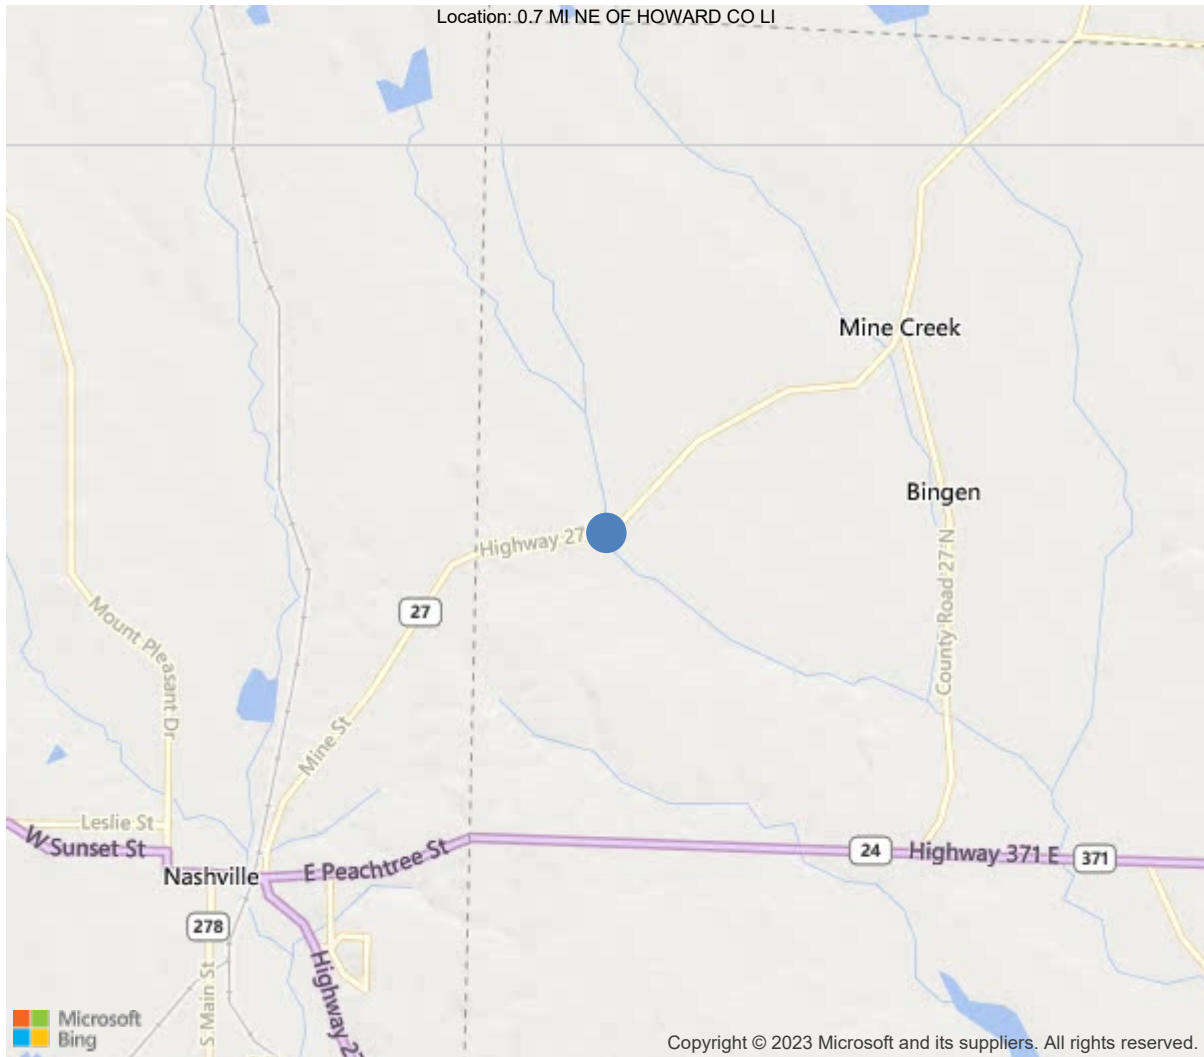 Location: 0.7 MI NE OF HOWARD CO LI
Mine Creek
Bingen
Highway 27
27
County Road 27 N
Mount Pleasant Dr
Mine St
Leslie St
W Sunset St
E Peachtree St
24
Highway 371 E
371
Nashville
278
S Main St
Highway 27
Microsoft
Bing
Copyright © 2023 Microsoft and its suppliers. All rights reserved.